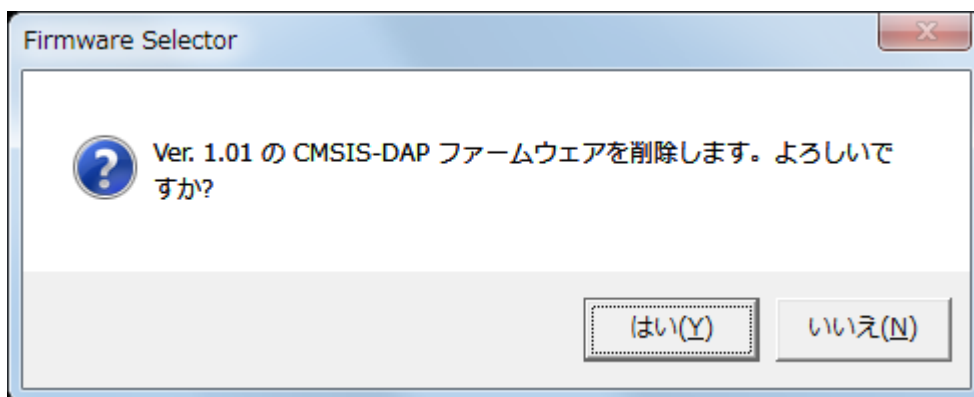 Firmware Selector
Ver. 1.01 の CMSIS-DAP ファームウェアを削除します。よろしいで
すか?
はい(Y)
いいえ(N)